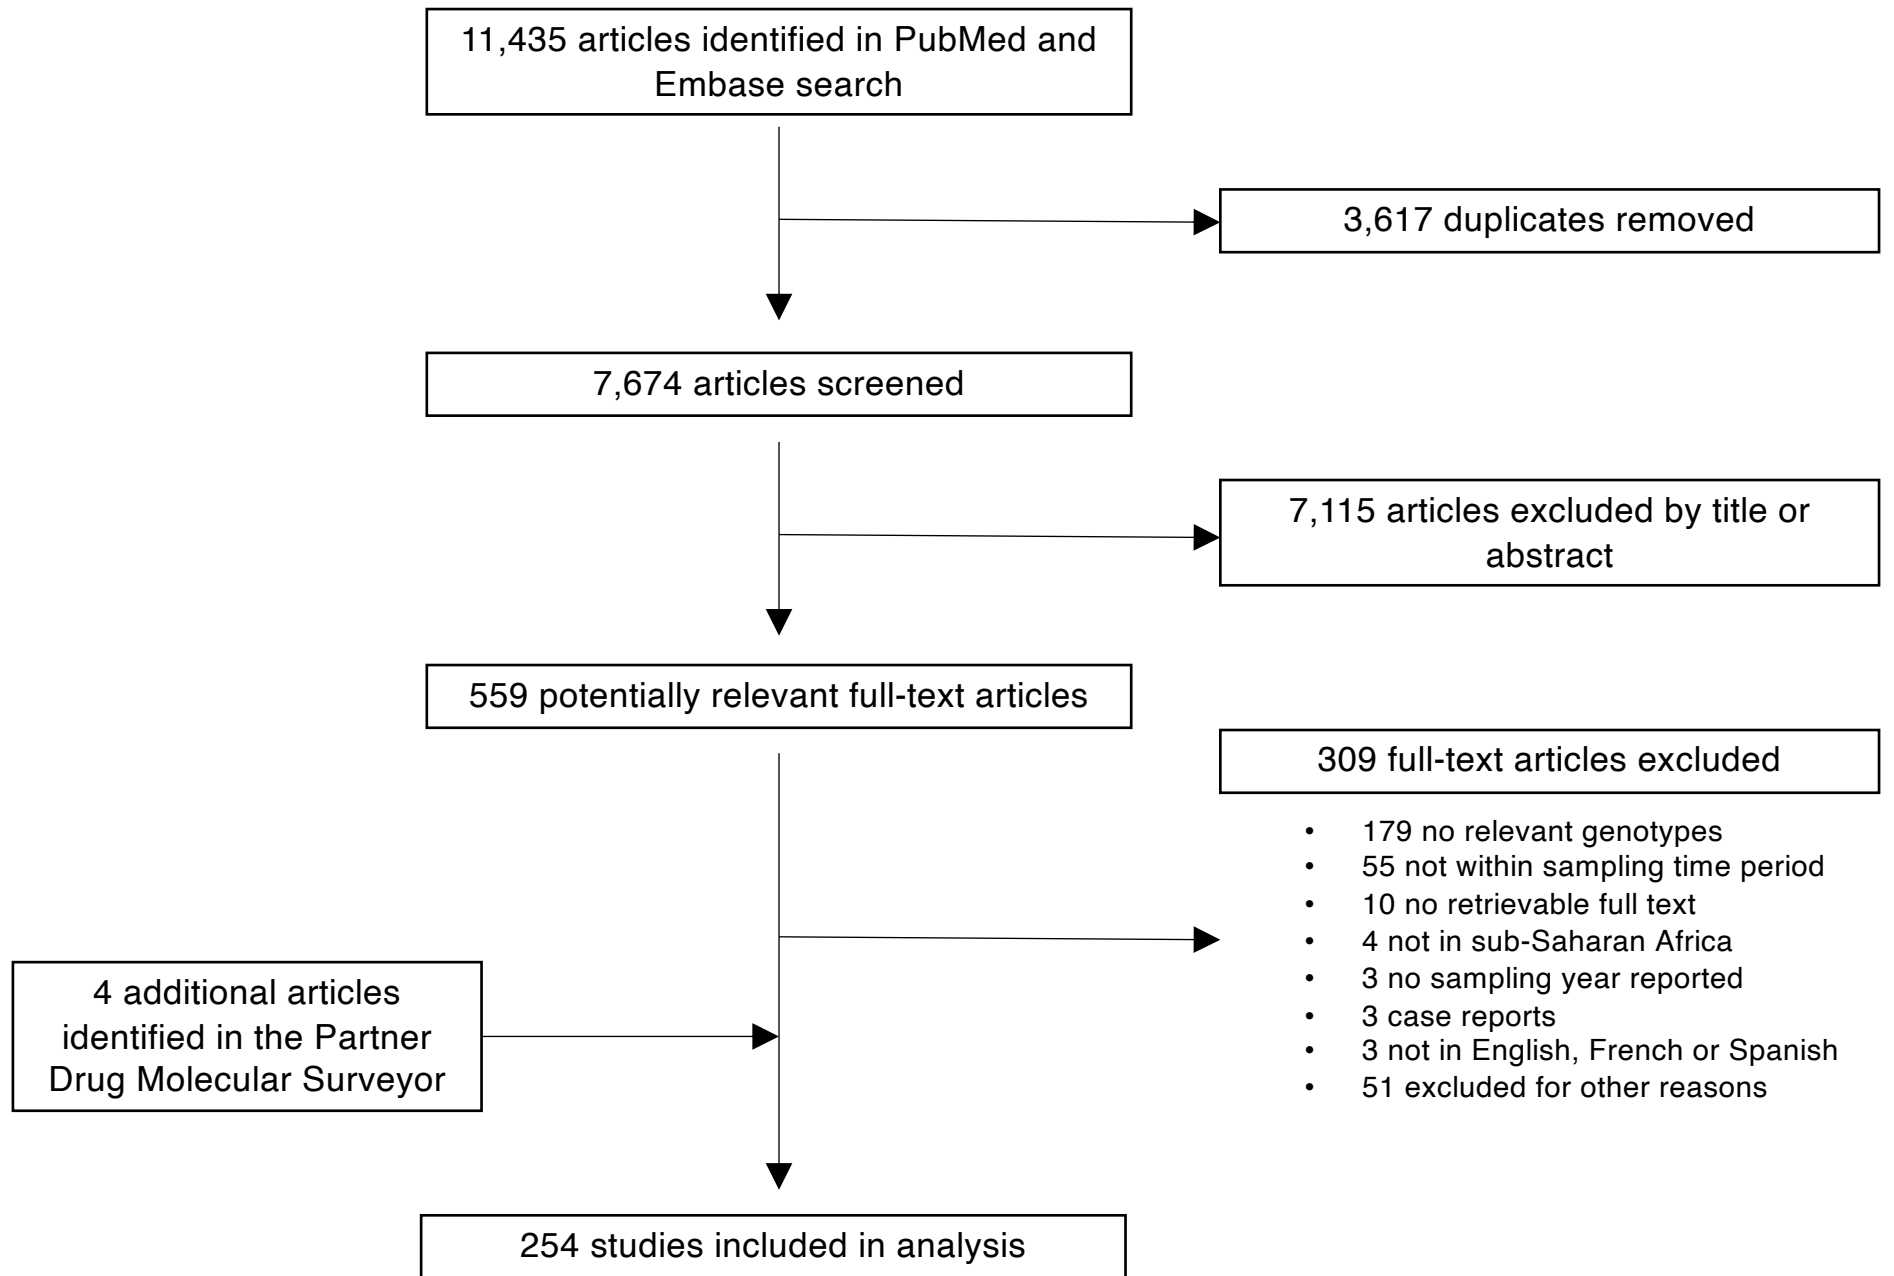 11,435 articles identified in PubMed and
Embase search
3,617 duplicates removed
7,674 articles screened
7,115 articles excluded by title or
abstract
559 potentially relevant full-text articles
309 full-text articles excluded
• 179 no relevant genotypes
• 55 not within sampling time period
• 10 no retrievable full text
• 4 not in sub-Saharan Africa
• 3 no sampling year reported
• 3 case reports
• 3 not in English, French or Spanish
• 51 excluded for other reasons
4 additional articles
identified in the Partner
Drug Molecular Surveyor
254 studies included in analysis